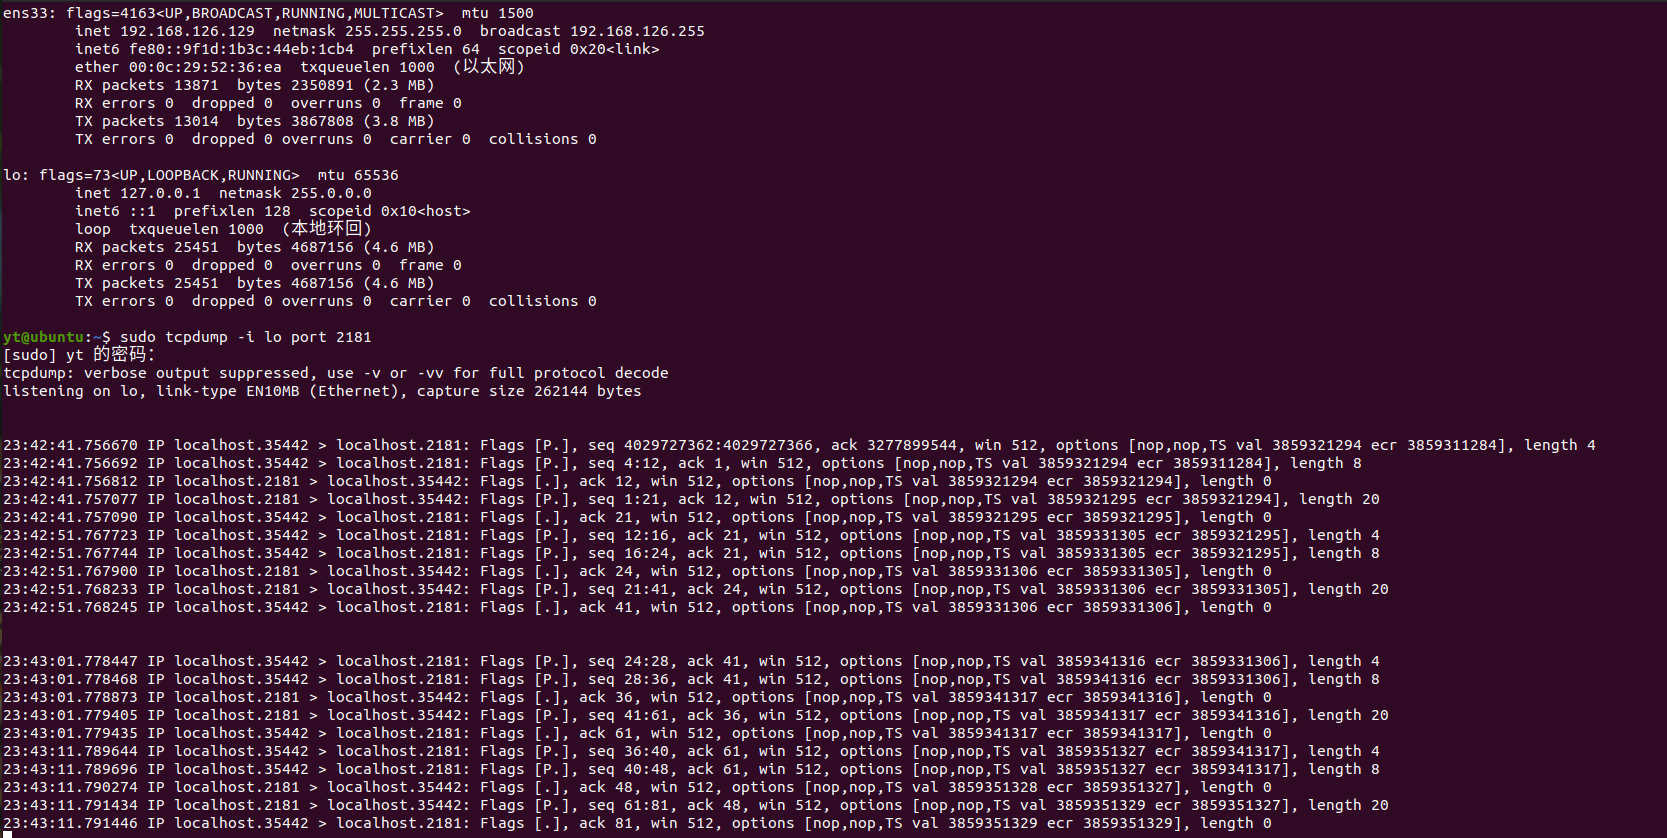 ens33: flags=4163<UP,BROADCAST,RUNNING,MULTICAST>  mtu 1500
        inet 192.168.126.129  netmask 255.255.255.0  broadcast 192.168.126.255
        inet6 fe80::9f1d:1b3c:44eb:1cb4  prefixlen 64  scopeid 0x20<link>
        ether 00:0c:29:52:36:ea  txqueuelen 1000  (以太网)
        RX packets 13871  bytes 2350891 (2.3 MB)
        RX errors 0  dropped 0  overruns 0  frame 0
        TX packets 13014  bytes 3867808 (3.8 MB)
        TX errors 0  dropped 0 overruns 0  carrier 0  collisions 0
lo: flags=73<UP,LOOPBACK,RUNNING>  mtu 65536
        inet 127.0.0.1  netmask 255.0.0.0
        inet6 ::1  prefixlen 128  scopeid 0x10<host>
        loop  txqueuelen 1000  (本地环回)
        RX packets 25451  bytes 4687156 (4.6 MB)
        RX errors 0  dropped 0  overruns 0  frame 0
        TX packets 25451  bytes 4687156 (4.6 MB)
        TX errors 0  dropped 0 overruns 0  carrier 0  collisions 0
yt@ubuntu:~$ sudo tcpdump -i lo port 2181
[sudo] yt 的密码：
tcpdump: verbose output suppressed, use -v or -vv for full protocol decode
listening on lo, link-type EN10MB (Ethernet), capture size 262144 bytes
23:42:41.756670 IP localhost.35442 > localhost.2181: Flags [P.], seq 4029727362:4029727366, ack 3277899544, win 512, options [nop,nop,TS val 3859321294 ecr 3859311284], length 4
23:42:41.756692 IP localhost.35442 > localhost.2181: Flags [P.], seq 4:12, ack 1, win 512, options [nop,nop,TS val 3859321294 ecr 3859311284], length 8
23:42:41.756812 IP localhost.2181 > localhost.35442: Flags [.], ack 12, win 512, options [nop,nop,TS val 3859321294 ecr 3859321294], length 0
23:42:41.757077 IP localhost.2181 > localhost.35442: Flags [P.], seq 1:21, ack 12, win 512, options [nop,nop,TS val 3859321295 ecr 3859321294], length 20
23:42:41.757090 IP localhost.35442 > localhost.2181: Flags [.], ack 21, win 512, options [nop,nop,TS val 3859321295 ecr 3859321295], length 0
23:42:51.767723 IP localhost.35442 > localhost.2181: Flags [P.], seq 12:16, ack 21, win 512, options [nop,nop,TS val 3859331305 ecr 3859321295], length 4
23:42:51.767744 IP localhost.35442 > localhost.2181: Flags [P.], seq 16:24, ack 21, win 512, options [nop,nop,TS val 3859331305 ecr 3859321295], length 8
23:42:51.767900 IP localhost.2181 > localhost.35442: Flags [.], ack 24, win 512, options [nop,nop,TS val 3859331306 ecr 3859331305], length 0
23:42:51.768233 IP localhost.2181 > localhost.35442: Flags [P.], seq 21:41, ack 24, win 512, options [nop,nop,TS val 3859331306 ecr 3859331305], length 20
23:42:51.768245 IP localhost.35442 > localhost.2181: Flags [.], ack 41, win 512, options [nop,nop,TS val 3859331306 ecr 3859331306], length 0
23:43:01.778447 IP localhost.35442 > localhost.2181: Flags [P.], seq 24:28, ack 41, win 512, options [nop,nop,TS val 3859341316 ecr 3859331306], length 4
23:43:01.778468 IP localhost.35442 > localhost.2181: Flags [P.], seq 28:36, ack 41, win 512, options [nop,nop,TS val 3859341316 ecr 3859331306], length 8
23:43:01.778873 IP localhost.2181 > localhost.35442: Flags [.], ack 36, win 512, options [nop,nop,TS val 3859341317 ecr 3859341316], length 0
23:43:01.779405 IP localhost.2181 > localhost.35442: Flags [P.], seq 41:61, ack 36, win 512, options [nop,nop,TS val 3859341317 ecr 3859341316], length 20
23:43:01.779435 IP localhost.35442 > localhost.2181: Flags [.], ack 61, win 512, options [nop,nop,TS val 3859341317 ecr 3859341317], length 0
23:43:11.789644 IP localhost.35442 > localhost.2181: Flags [P.], seq 36:40, ack 61, win 512, options [nop,nop,TS val 3859351327 ecr 3859341317], length 4
23:43:11.789696 IP localhost.35442 > localhost.2181: Flags [P.], seq 40:48, ack 61, win 512, options [nop,nop,TS val 3859351327 ecr 3859341317], length 8
23:43:11.790274 IP localhost.2181 > localhost.35442: Flags [.], ack 48, win 512, options [nop,nop,TS val 3859351328 ecr 3859351327], length 0
23:43:11.791434 IP localhost.2181 > localhost.35442: Flags [P.], seq 61:81, ack 48, win 512, options [nop,nop,TS val 3859351329 ecr 3859351327], length 20
23:43:11.791446 IP localhost.35442 > localhost.2181: Flags [.], ack 81, win 512, options [nop,nop,TS val 3859351329 ecr 3859351329], length 0